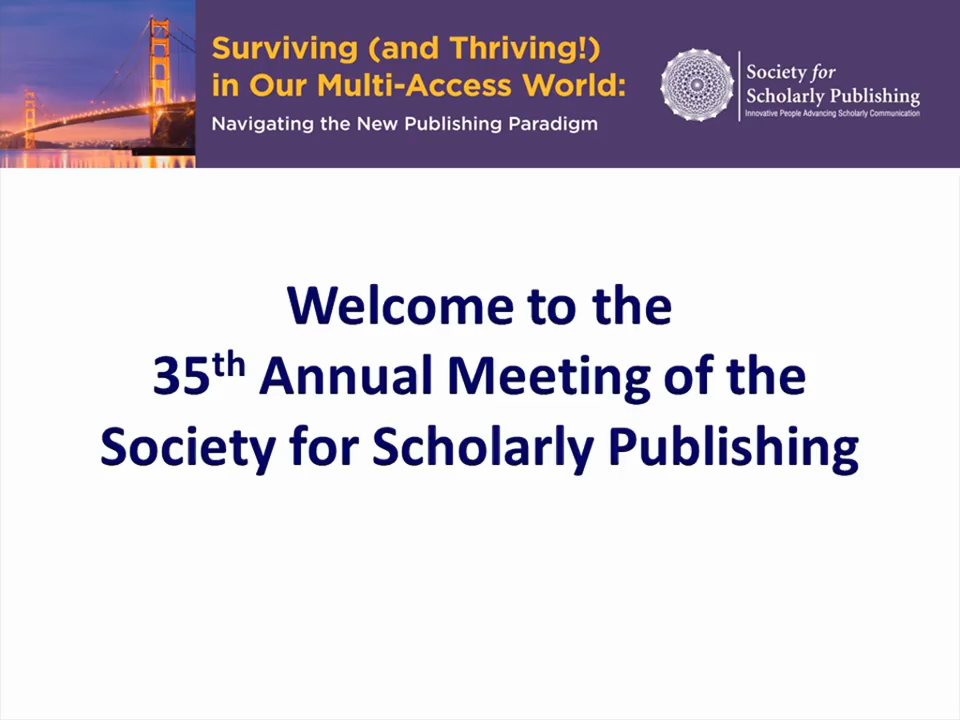 Surviving (and Thriving!)
in Our Multi-Access World:
Navigating the New Publishing Paradigm
Society for
Scholarly Publishing
Innovative People Advancing Scholarly Communication
Welcome to the
35th Annual Meeting of the
Society for Scholarly Publishing